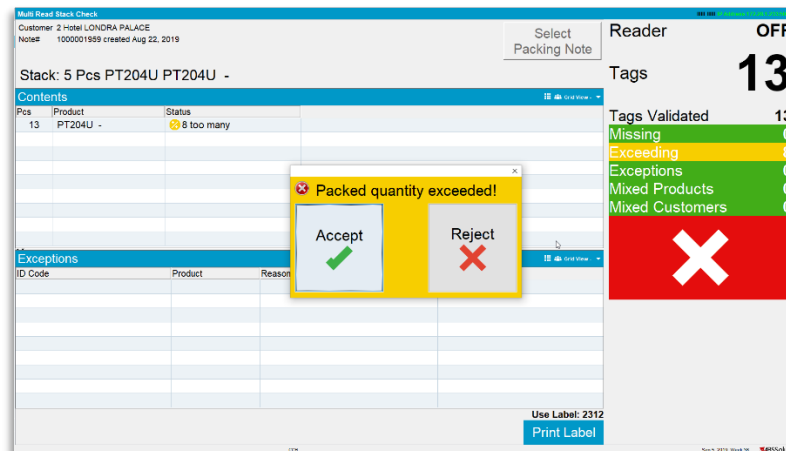 Multi Read Stack Check
Customer 2 Hotel LONDRA PALACE
Note# 1000001959 created Aug 22, 2019
Select
Packing Note
Stack: 5 Pcs PT204U PT204U -
Contents
Grid View
Pcs Product Status
13 PT204U - 8 too many
Packed quantity exceeded!
Accept
Reject
Exceptions
Grid View
ID Code Product Reason
Use Label: 2312
Print Label
Reader OFF
Tags 13
Tags Validated 13
Missing
Exceeding
Exceptions
Mixed Products
Mixed Customers